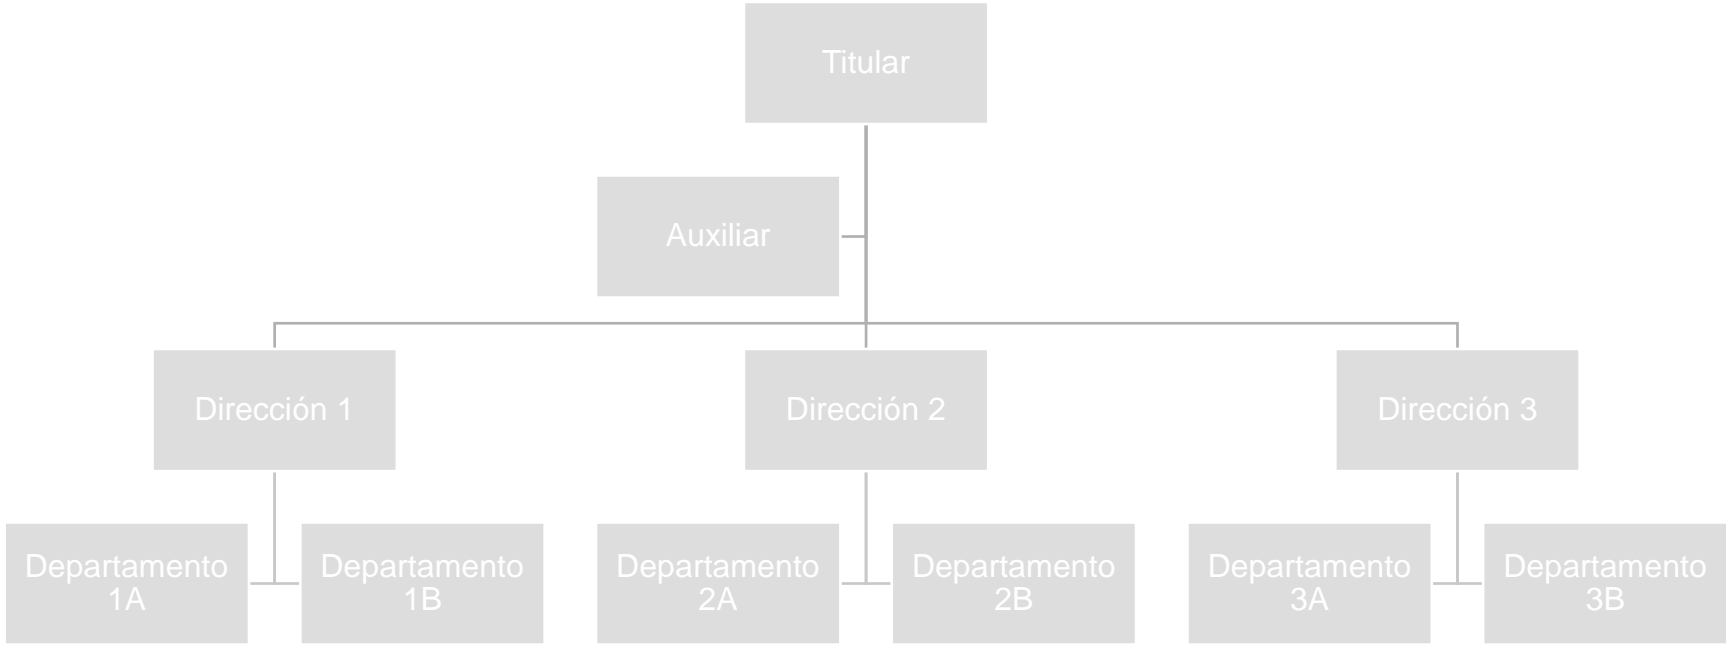 Titular
Auxiliar
Dirección 1
Dirección 2
Dirección 3
Departamento
1A
Departamento
1B
Departamento
2A
Departamento
2B
Departamento
3A
Departamento
3B